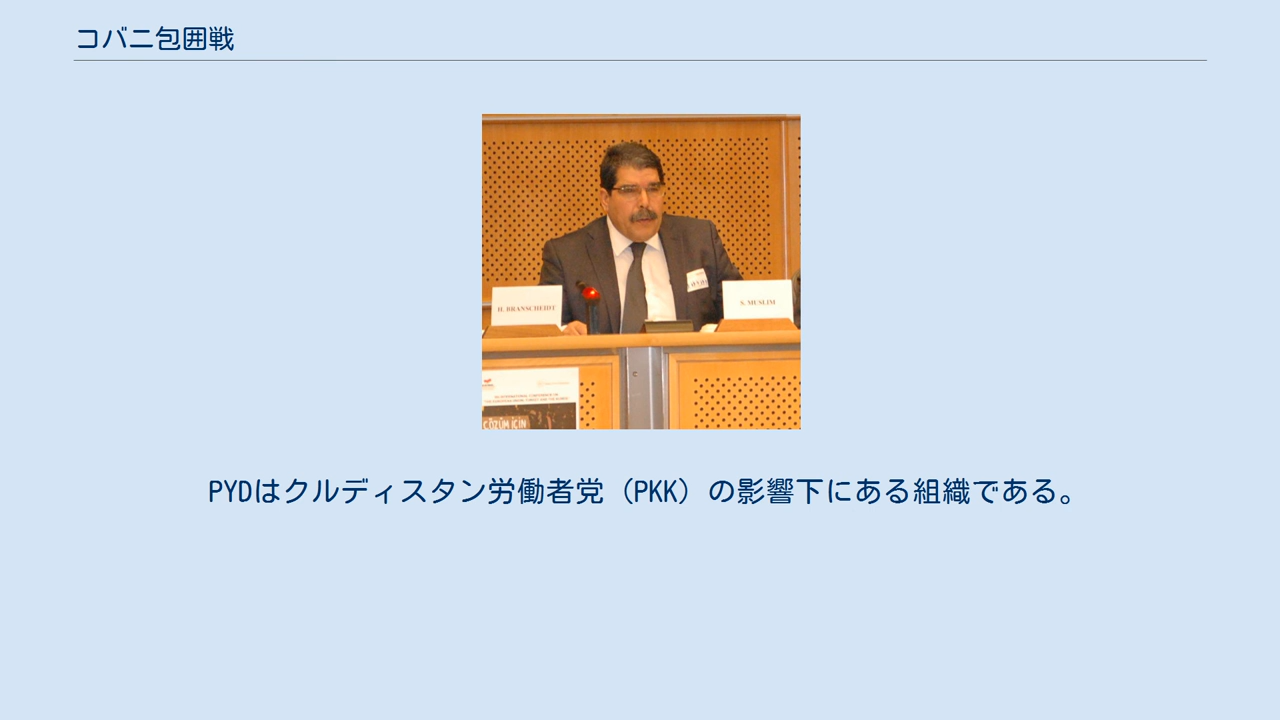 コバニ包囲戦
H. BRANSCHEIDT
S. MUSLIM
PYDはクルディスタン労働者党（PKK）の影響下にある組織である。
ÇÖZÜM İÇİN